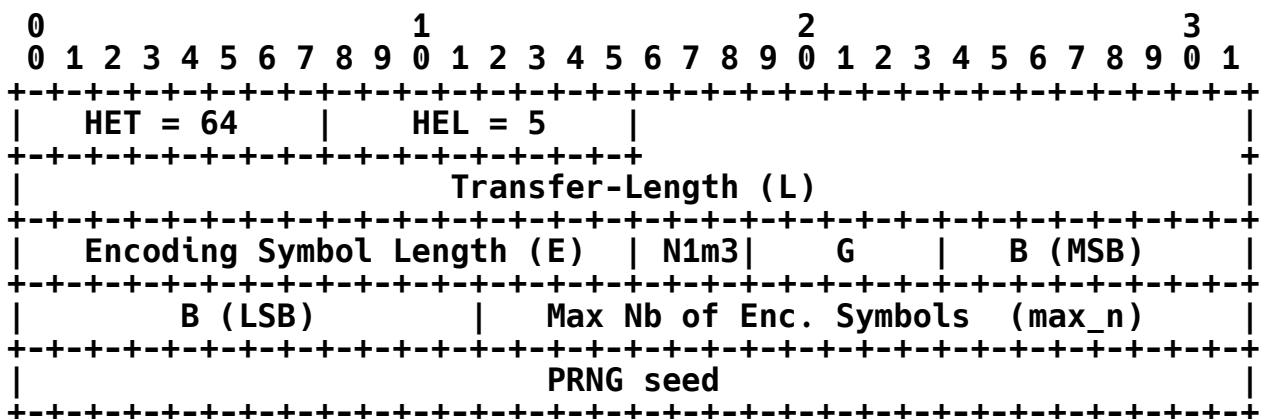 0                   1                   2                   3
 0 1 2 3 4 5 6 7 8 9 0 1 2 3 4 5 6 7 8 9 0 1 2 3 4 5 6 7 8 9 0 1
+-+-+-+-+-+-+-+-+-+-+-+-+-+-+-+-+-+-+-+-+-+-+-+-+-+-+-+-+-+-+-+-+
|   HET = 64    |    HEL = 5    |                               |
+-+-+-+-+-+-+-+-+-+-+-+-+-+-+-+-+                               +
|                      Transfer-Length (L)                      |
+-+-+-+-+-+-+-+-+-+-+-+-+-+-+-+-+-+-+-+-+-+-+-+-+-+-+-+-+-+-+-+-+
|   Encoding Symbol Length (E)  | N1m3|    G    |   B (MSB)     |
+-+-+-+-+-+-+-+-+-+-+-+-+-+-+-+-+-+-+-+-+-+-+-+-+-+-+-+-+-+-+-+-+
|        B (LSB)        |   Max Nb of Enc. Symbols  (max_n)     |
+-+-+-+-+-+-+-+-+-+-+-+-+-+-+-+-+-+-+-+-+-+-+-+-+-+-+-+-+-+-+-+-+
|                           PRNG seed                           |
+-+-+-+-+-+-+-+-+-+-+-+-+-+-+-+-+-+-+-+-+-+-+-+-+-+-+-+-+-+-+-+-+